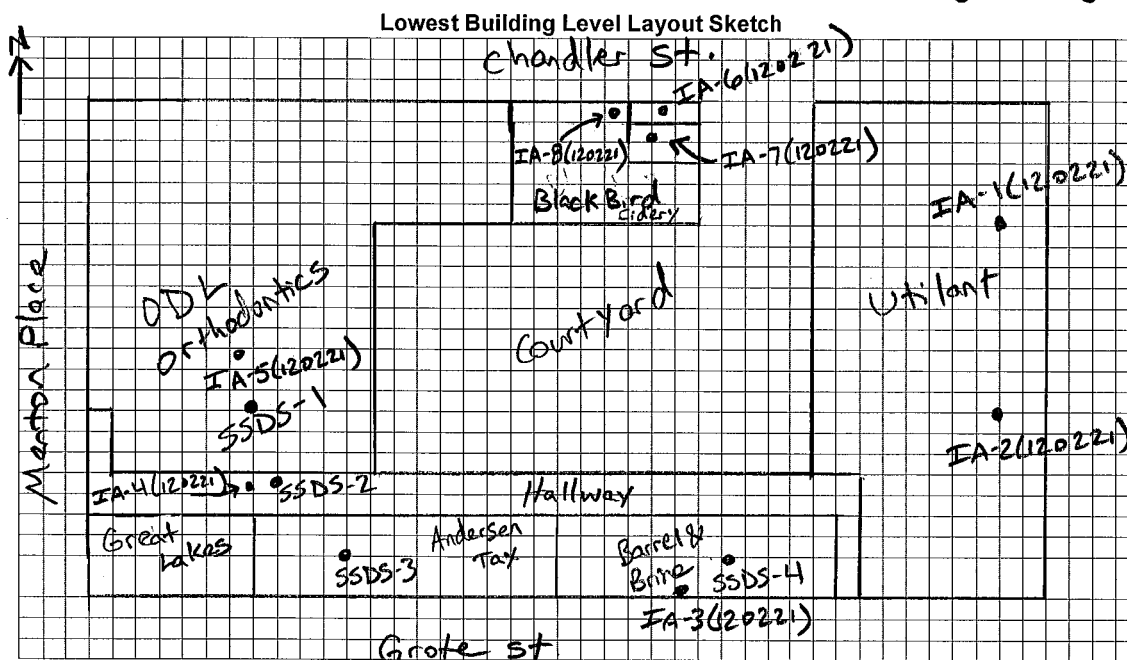 Lowest Building Level Layout Sketch
N
Chandler St.
IA-6(120221)
IA-8(120221)
IA-7(120221)
Black Bird
Cidery
IA-1(120221)
Utilant
Courtyard
ODL
Orthodontics
IA-5(120221)
SSDS-1
Menton Place
IA-2(120221)
IA-4(120221)
SSDS-2
Hallway
Great
Lakes
SSDS-3
Andersen
Tax
Barrel &
Brine
SSDS-4
IA-3(120221)
Grote st